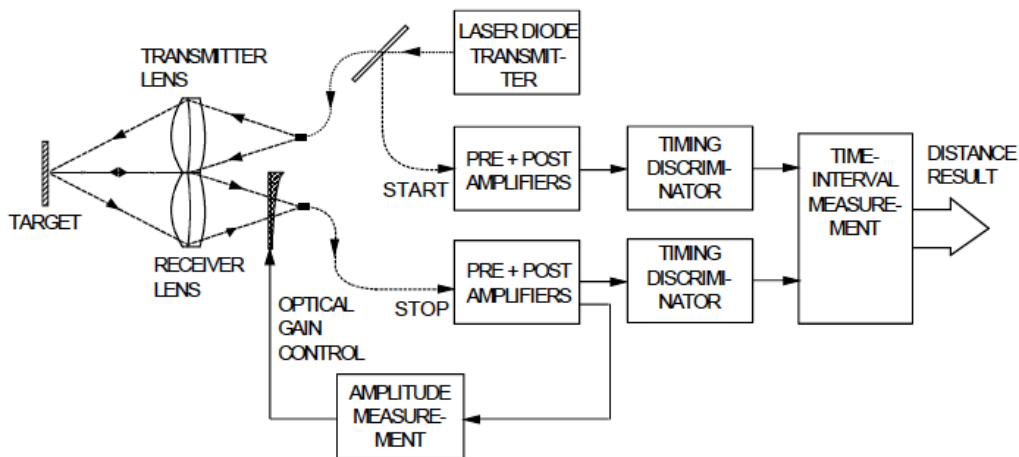 LASER DIODE
TRANSMIT-
TER
TRANSMITTER
LENS
PRE + POST
AMPLIFIERS
TIMING
DISCRIMI-
NATOR
TIME-
INTERVAL
MEASURE-
MENT
DISTANCE
RESULT
START
TARGET
RECEIVER
LENS
OPTICAL
GAIN
CONTROL
STOP
PRE + POST
AMPLIFIERS
TIMING
DISCRIMI-
NATOR
AMPLITUDE
MEASURE-
MENT